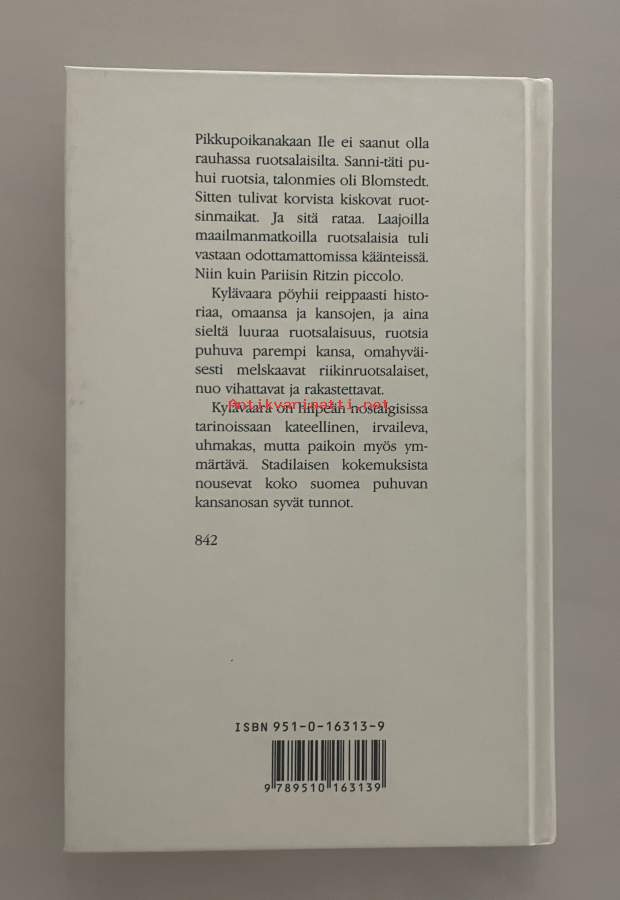 Pikkupoikanakaan Ile ei saanut olla
rauhassa ruotsalaisilta. Sanni-täti pu-
hui ruotsia, talonmies oli Blomstedt.
Sitten tulivat korvista kiskovat ruot-
sinmaikat. Ja sitä rataa. Laajoilla
maailmanmatkoilla ruotsalaisia tuli
vastaan odottamattomissa käänteissä.
Niin kuin Pariisin Ritzin piccolo.
Kylävaara pöyhii reippaasti histo-
riaa, omaansa ja kansojen, ja aina
sieltä luuraa ruotsalaisuus, ruotsia
puhuva parempi kansa, omahyväi-
sesti melskaavat riikinruotsalaiset,
nuo vihattavat ja rakastettavat.
Antikvariaatti.net
Kylävaara on hilpeän nostalgisissa
tarinoissaan kateellinen, irvaileva,
uhmakas, mutta paikoin myös ym-
märtävä. Stadilaisen kokemuksista
nousevat koko suomea puhuvan
kansanosan syvät tunnot.
842
ISBN 951-0-16313-9
9 789510 163139